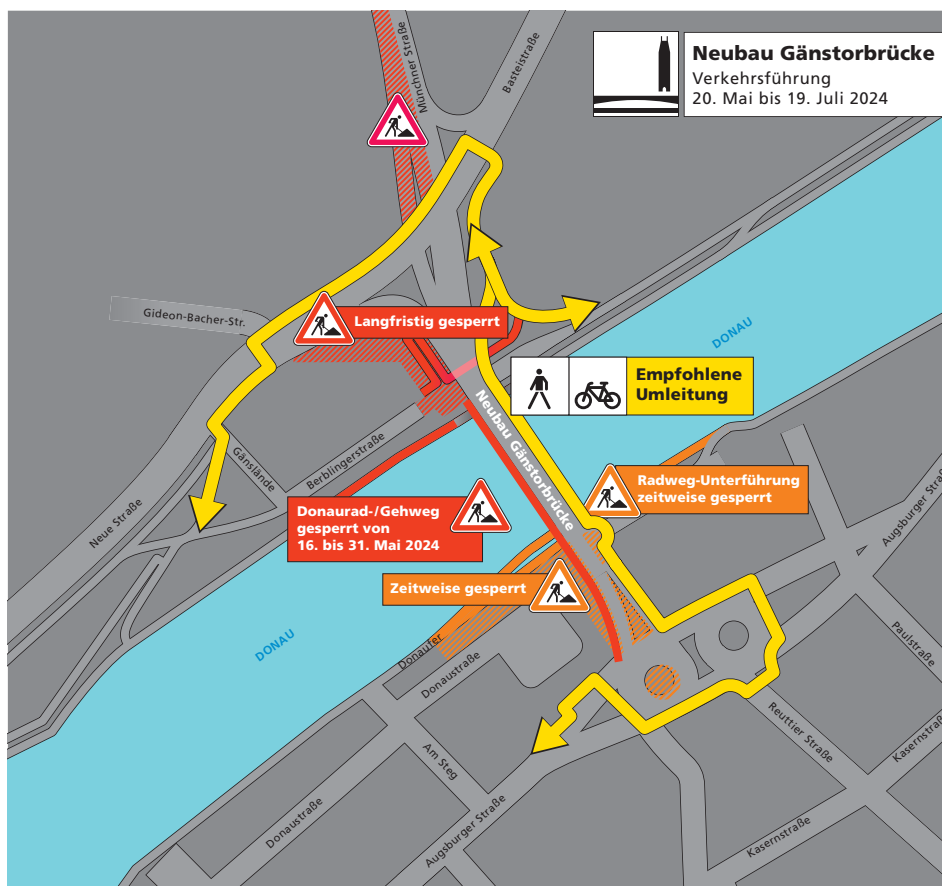 Neubau Gänstorbrücke
Verkehrsführung
20. Mai bis 19. Juli 2024
Münchner Straße
Basteistraße
Gideon-Bacher-Str.
Langfristig gesperrt
DONAU
Empfohlene
Umleitung
Neubau Gänstorbrücke
Gänslände
Berblingerstraße
Neue Straße
Radweg-Unterführung
zeitweise gesperrt
Augsburger Straße
Donaurad-/Gehweg
gesperrt von
16. bis 31. Mai 2024
Zeitweise gesperrt
DONAU
Donauufer
Donaustraße
Paulstraße
Reuttier Straße
Kasernstraße
Am Steg
Donaustraße
Augsburger Straße
Kasernstraße